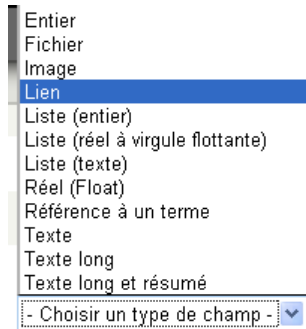 Entier
Fichier
Image
Lien
Liste (entier)
Liste (réel à virgule flottante)
Liste (texte)
Réel (Float)
Référence à un terme
Texte
Texte long
Texte long et résumé
- Choisir un type de champ -